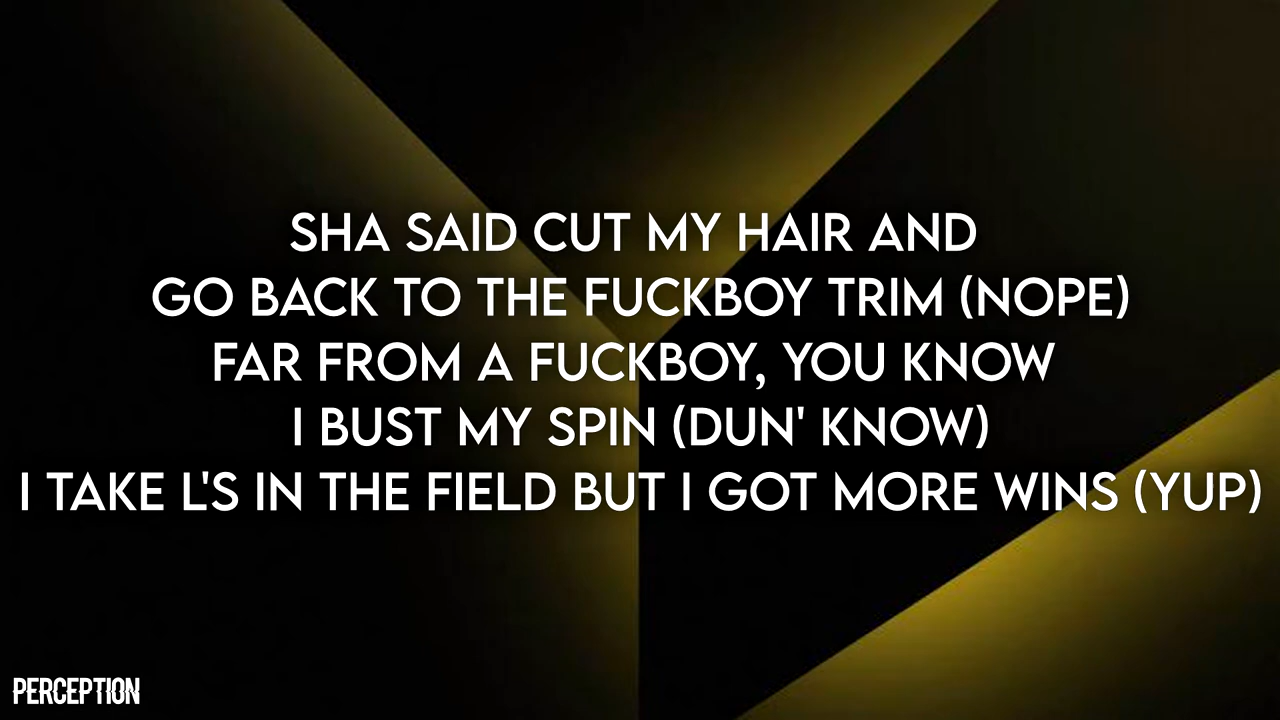 SHA SAID CUT MY HAIR AND
GO BACK TO THE FUCKBOY TRIM (NOPE)
FAR FROM A FUCKBOY, YOU KNOW
I BUST MY SPIN (DUN' KNOW)
I TAKE L'S IN THE FIELD BUT I GOT MORE WINS (YUP)
PERCEPTION